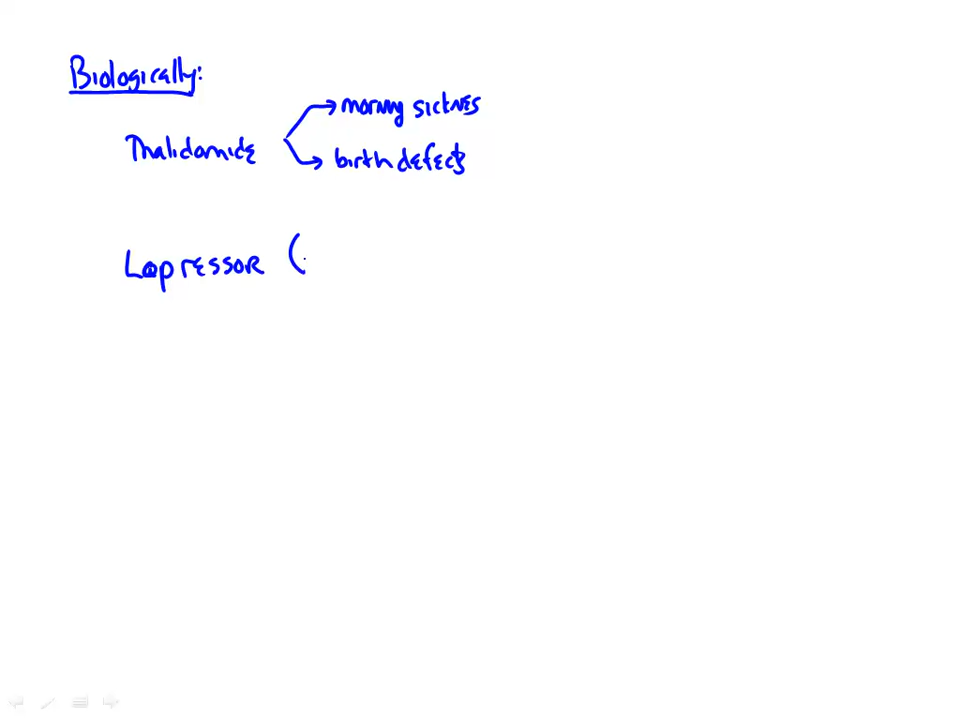 Biologically:
morning sickness
Thalidomide
birth defects
Lopressor (